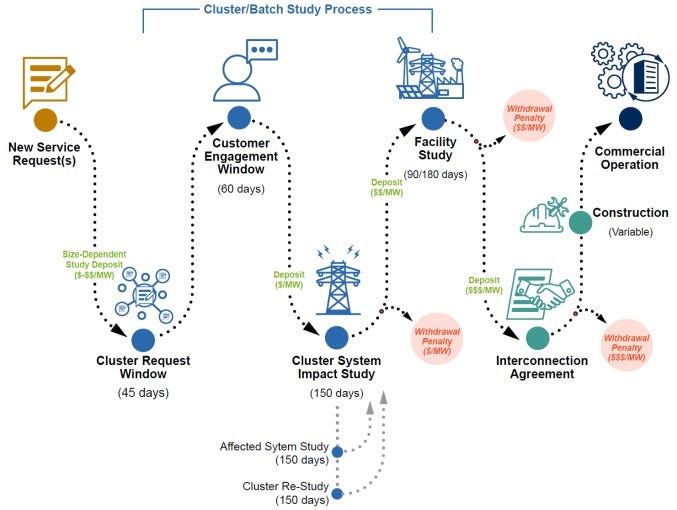 Cluster/Batch Study Process
New Service
Request(s)
Size-Dependent
Study Deposit
($-$$/MW)
Cluster Request
Window
(45 days)
Customer
Engagement
Window
(60 days)
Deposit
($/MW)
Cluster System
Impact Study
(150 days)
Affected Sytem Study
(150 days)
Cluster Re-Study
(150 days)
Withdrawal
Penalty
($/MW)
Deposit
($$/MW)
Facility
Study
(90/180 days)
Withdrawal
Penalty
($$/MW)
Deposit
($$$/MW)
Interconnection
Agreement
Withdrawal
Penalty
($$$/MW)
Construction
(Variable)
Commercial
Operation